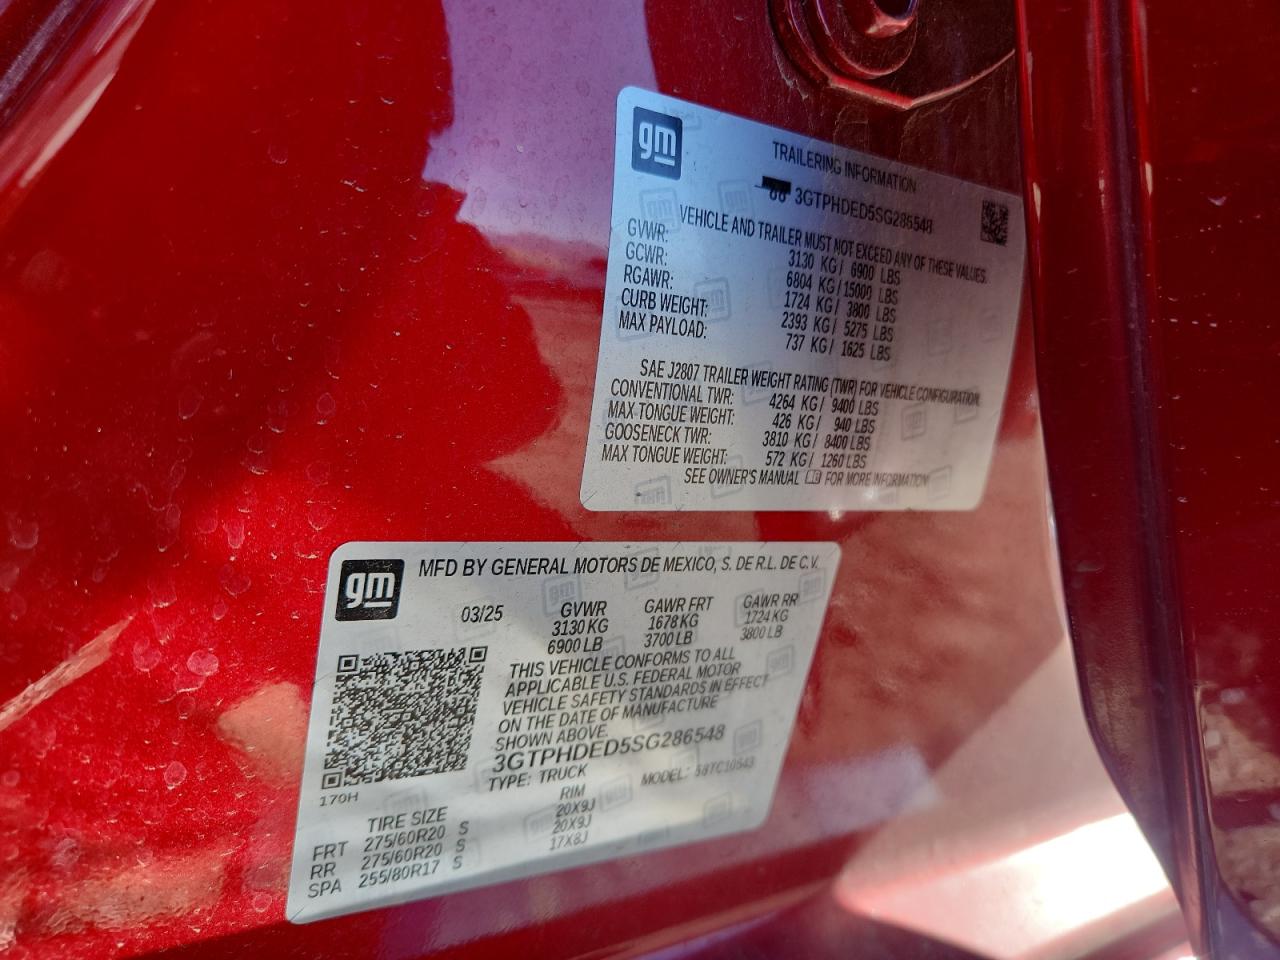 gm
TRAILERING INFORMATION
3GTPHDED5SG286548
VEHICLE AND TRAILER MUST NOT EXCEED ANY OF THESE VALUES.
GVWR: 3130 KG/ 6900 LBS
GCWR: 6804 KG/15000 LBS
RGAWR: 1724 KG/ 3800 LBS
CURB WEIGHT: 2393 KG/ 5275 LBS
MAX PAYLOAD: 737 KG/ 1625 LBS
SAE J2807 TRAILER WEIGHT RATING (TWR) FOR VEHICLE CONFIGURATION.
CONVENTIONAL TWR: 4264 KG/ 9400 LBS
MAX TONGUE WEIGHT: 426 KG/ 940 LBS
GOOSENECK TWR: 3810 KG/ 8400 LBS
MAX TONGUE WEIGHT: 572 KG/ 1260 LBS
SEE OWNER'S MANUAL FOR MORE INFORMATION
gm
MFD BY GENERAL MOTORS DE MEXICO, S. DE R.L. DE C.V.
03/25 GVWR GAWR FRT GAWR RR
3130 KG 1678 KG 1724 KG
6900 LB 3700 LB 3800 LB
THIS VEHICLE CONFORMS TO ALL
APPLICABLE U.S. FEDERAL MOTOR
VEHICLE SAFETY STANDARDS IN EFFECT
ON THE DATE OF MANUFACTURE
SHOWN ABOVE.
3GTPHDED5SG286548
TYPE: TRUCK MODEL: 58TC10543
170H
TIRE SIZE RIM
FRT 275/60R20 S 20X9J
RR 275/60R20 S 20X9J
SPA 255/80R17 S 17X8J